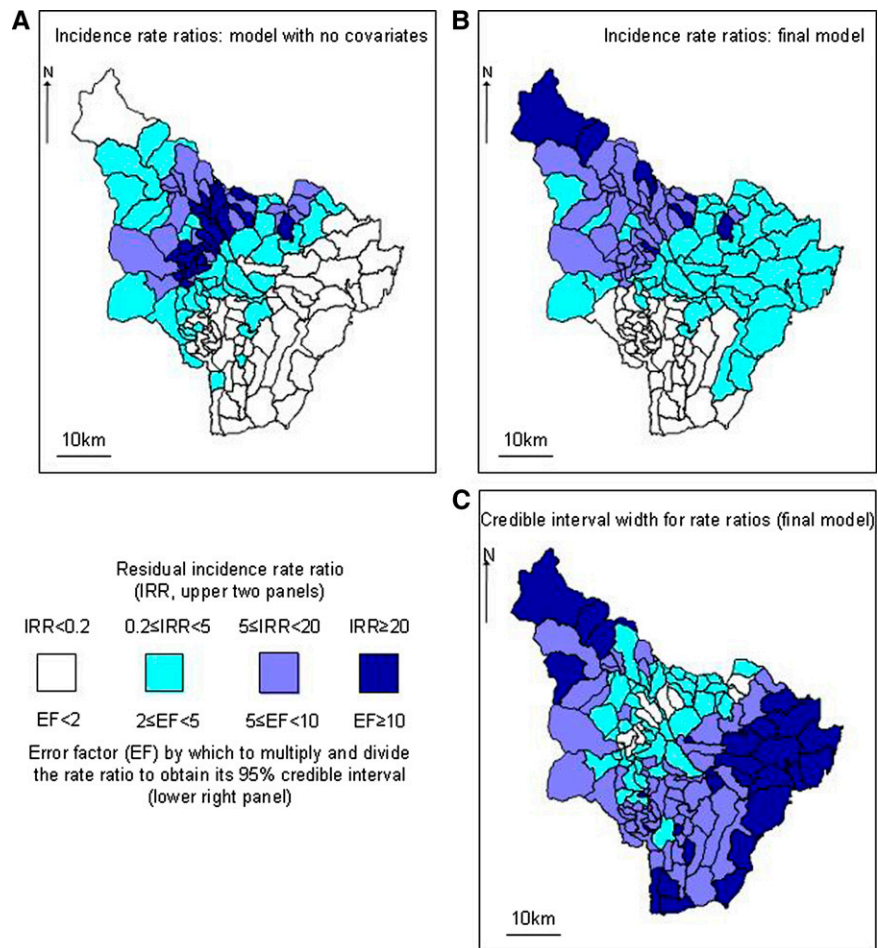 A
Incidence rate ratios: model with no covariates
N
10km
B
Incidence rate ratios: final model
N
10km
C
Credible interval width for rate ratios (final model)
N
10km
Residual incidence rate ratio
(IRR, upper two panels)
IRR<0.2 0.2≤IRR<5 5≤IRR<20 IRR≥20
EF<2 2≤EF<5 5≤EF<10 EF≥10
Error factor (EF) by which to multiply and divide
the rate ratio to obtain its 95% credible interval
(lower right panel)